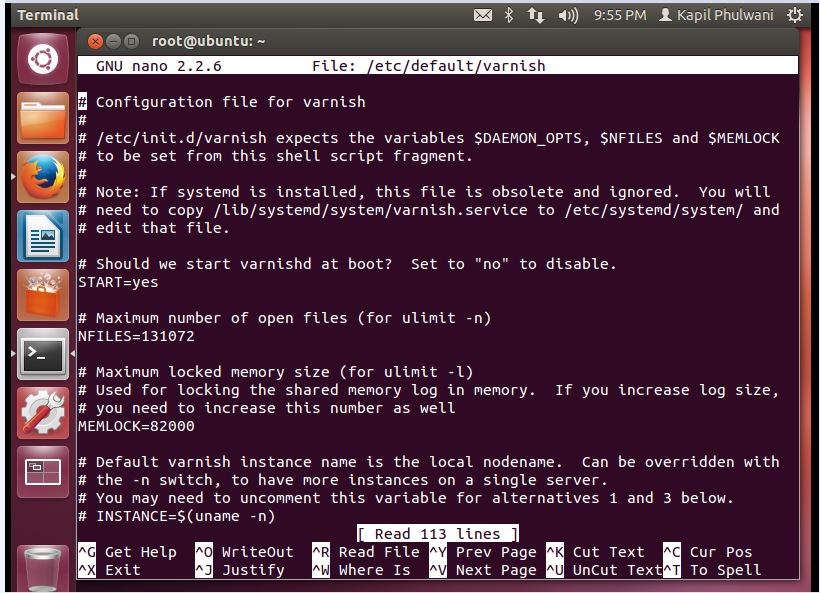 Terminal
9:55 PM Kapil Phulwani
root@ubuntu: ~
GNU nano 2.2.6 File: /etc/default/varnish
# Configuration file for varnish
#
# /etc/init.d/varnish expects the variables $DAEMON_OPTS, $NFILES and $MEMLOCK
# to be set from this shell script fragment.
#
# Note: If systemd is installed, this file is obsolete and ignored.  You will
# need to copy /lib/systemd/system/varnish.service to /etc/systemd/system/ and
# edit that file.
# Should we start varnishd at boot?  Set to "no" to disable.
START=yes
# Maximum number of open files (for ulimit -n)
NFILES=131072
# Maximum locked memory size (for ulimit -l)
# Used for locking the shared memory log in memory.  If you increase log size,
# you need to increase this number as well
MEMLOCK=82000
# Default varnish instance name is the local nodename.  Can be overridden with
# the -n switch, to have more instances on a single server.
# You may need to uncomment this variable for alternatives 1 and 3 below.
# INSTANCE=$(uname -n)
[ Read 113 lines ]
^G Get Help ^O WriteOut ^R Read File ^Y Prev Page ^K Cut Text ^C Cur Pos
^X Exit ^J Justify ^W Where Is ^V Next Page ^U UnCut Text ^T To Spell